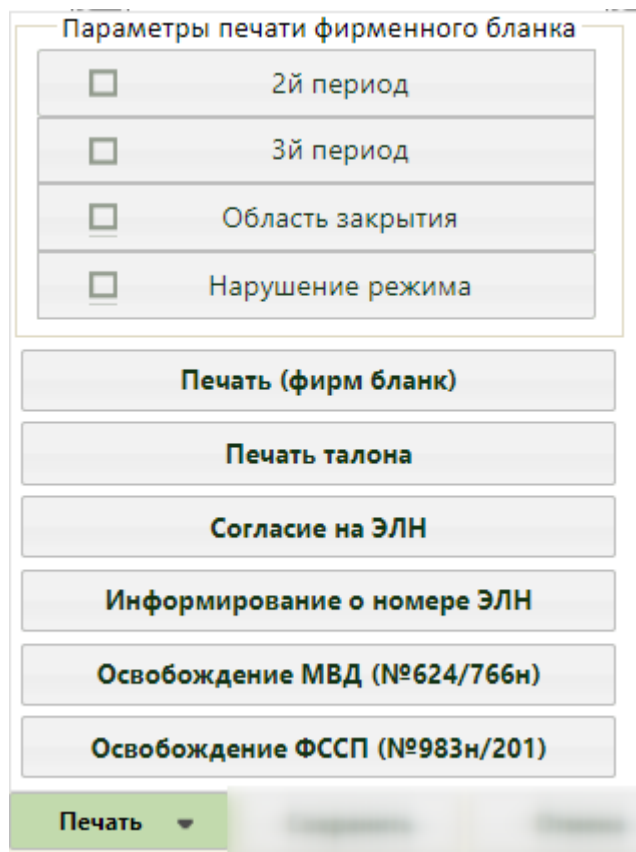 Параметры печати фирменного бланка
2й период
3й период
Область закрытия
Нарушение режима
Печать (фирм бланк)
Печать талона
Согласие на ЭЛН
Информирование о номере ЭЛН
Освобождение МВД (№624/766н)
Освобождение ФССП (№983н/201)
Печать